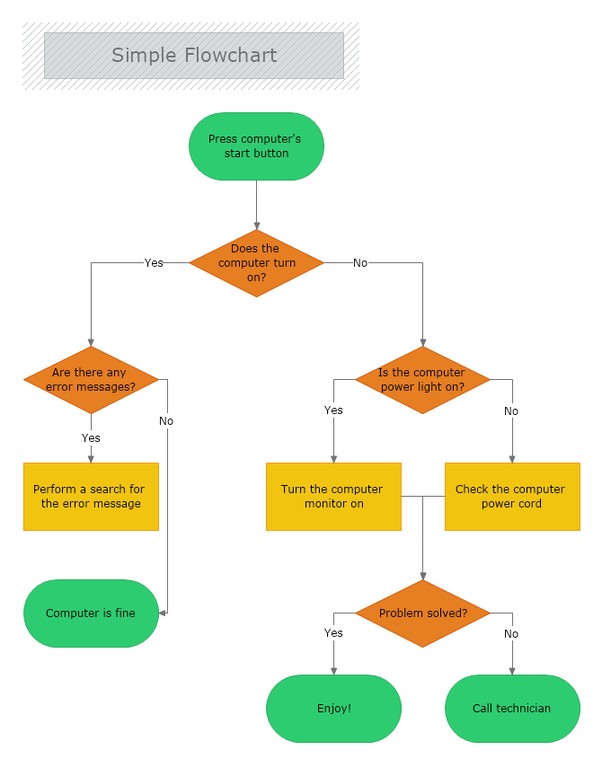 Simple Flowchart
Press computer's
start button
Does the
computer turn
on?
Yes
No
Are there any
error messages?
Is the computer
power light on?
Yes
No
Yes
No
Perform a search for
the error message
Turn the computer
monitor on
Check the computer
power cord
Computer is fine
Problem solved?
Yes
No
Enjoy!
Call technician